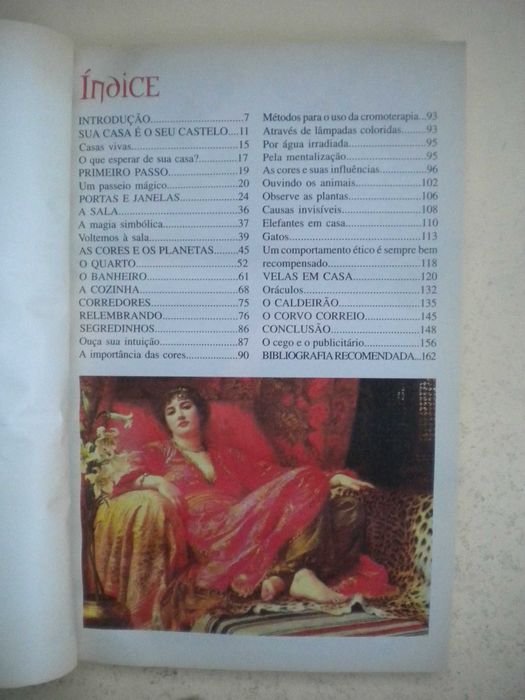 ÍNDICE
INTRODUÇÃO...................7
SUA CASA É O SEU CASTELO....11
Casas vivas...................15
O que esperar de sua casa?...................17
PRIMEIRO PASSO...................19
Um passeio mágico...................20
PORTAS E JANELAS...................24
A SALA...................36
A magia simbólica...................37
Voltemos à sala...................39
AS CORES E OS PLANETAS.......45
O QUARTO...................52
O BANHEIRO...................61
A COZINHA...................68
CORREDORES...................75
RELEMBRANDO...................76
SEGREDINHOS...................86
Ouça sua intuição...................87
A importância das cores...................90
Métodos para o uso da cromoterapia...93
Através de lâmpadas coloridas.........93
Por água irradiada...................95
Pela mentalização...................95
As cores e suas influências............96
Ouvindo os animais...................102
Observe as plantas...................106
Causas invisíveis...................108
Elefantes em casa...................110
Gatos...................113
Um comportamento ético é sempre bem
recompensado...................118
VELAS EM CASA...................120
Oráculos...................132
O CALDEIRÃO...................135
O CORVO CORREIO...................145
CONCLUSÃO...................148
O cego e o publicitário...................156
BIBLIOGRAFIA RECOMENDADA...162